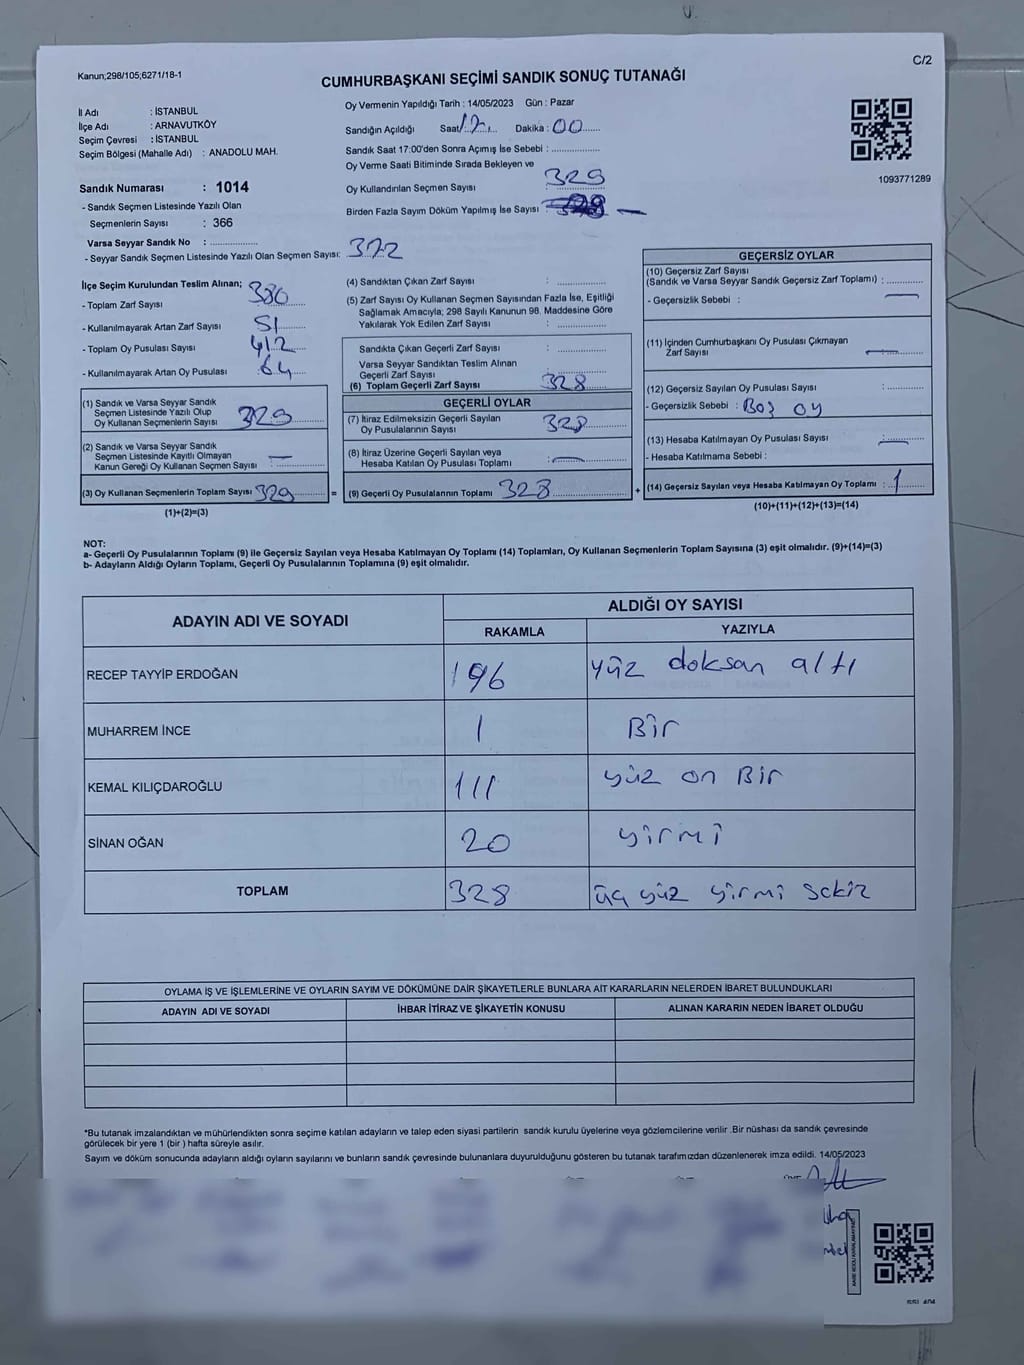 Kanun;298/105;6271/18-1
C/2
CUMHURBAŞKANI SEÇİMİ SANDIK SONUÇ TUTANAĞI
İl Adı : İSTANBUL
İlçe Adı : ARNAVUTKÖY
Seçim Çevresi : İSTANBUL
Seçim Bölgesi (Mahalle Adı) : ANADOLU MAH.
Sandık Numarası : 1014
- Sandık Seçmen Listesinde Yazılı Olan
Seçmenlerin Sayısı : 366
Varsa Seyyar Sandık No : ..................
- Seyyar Sandık Seçmen Listesinde Yazılı Olan Seçmen Sayısı: 372
Oy Vermenin Yapıldığı Tarih : 14/05/2023 Gün : Pazar
Sandığın Açıldığı Saat 17 Dakika : 00
Sandık Saat 17:00'den Sonra Açımış İse Sebebi : ..................
Oy Verme Saati Bitiminde Sırada Bekleyen ve
Oy Kullandırılan Seçmen Sayısı 329
Birden Fazla Sayım Döküm Yapılmış İse Sayısı : —
1093771289
İlçe Seçim Kurulundan Teslim Alınan;
- Toplam Zarf Sayısı 380
- Kullanılmayarak Artan Zarf Sayısı 51
- Toplam Oy Pusulası Sayısı 412
- Kullanılmayarak Artan Oy Pusulası : 64
(1) Sandık ve Varsa Seyyar Sandık
Seçmen Listesinde Yazılı Olup
Oy Kullanan Seçmenlerin Sayısı 329
(2) Sandık ve Varsa Seyyar Sandık
Seçmen Listesinde Kayıtlı Olmayan
Kanun Gereği Oy Kullanan Seçmen Sayısı : —
(3) Oy Kullanan Seçmenlerin Toplam Sayısı 329 =
(1)+(2)=(3)
(4) Sandıktan Çıkan Zarf Sayısı :
(5) Zarf Sayısı Oy Kullanan Seçmen Sayısından Fazla İse, Eşitliği
Sağlamak Amacıyla; 298 Sayılı Kanunun 98. Maddesine Göre
Yakılarak Yok Edilen Zarf Sayısı :
Sandıkta Çıkan Geçerli Zarf Sayısı :
Varsa Seyyar Sandıktan Teslim Alınan
Geçerli Zarf Sayısı
(6) Toplam Geçerli Zarf Sayısı 328
GEÇERLİ OYLAR
(7) İtiraz Edilmeksizin Geçerli Sayılan
Oy Pusulalarının Sayısı 328
(8) İtiraz Üzerine Geçerli Sayılan veya
Hesaba Katılan Oy Pusulası Toplamı : —
(9) Geçerli Oy Pusulalarının Toplamı 328 +
GEÇERSİZ OYLAR
(10) Geçersiz Zarf Sayısı
(Sandık ve Varsa Seyyar Sandık Geçersiz Zarf Toplamı) :
- Geçersizlik Sebebi : —
(11) İçinden Cumhurbaşkanı Oy Pusulası Çıkmayan
Zarf Sayısı —
(12) Geçersiz Sayılan Oy Pusulası Sayısı :
- Geçersizlik Sebebi : Boş oy
(13) Hesaba Katılmayan Oy Pusulası Sayısı : —
- Hesaba Katılmama Sebebi :
(14) Geçersiz Sayılan veya Hesaba Katılmayan Oy Toplamı : 1
(10)+(11)+(12)+(13)=(14)
NOT:
a- Geçerli Oy Pusulalarının Toplamı (9) ile Geçersiz Sayılan veya Hesaba Katılmayan Oy Toplamı (14) Toplamları, Oy Kullanan Seçmenlerin Toplam Sayısına (3) eşit olmalıdır. (9)+(14)=(3)
b- Adayların Aldığı Oyların Toplamı, Geçerli Oy Pusulalarının Toplamına (9) eşit olmalıdır.
ADAYIN ADI VE SOYADI
ALDIĞI OY SAYISI
RAKAMLA YAZIYLA
RECEP TAYYİP ERDOĞAN 196 yüz doksan altı
MUHARREM İNCE 1 Bir
KEMAL KILIÇDAROĞLU 111 yüz on Bir
SİNAN OĞAN 20 yirmi
TOPLAM 328 üç yüz yirmi sekiz
OYLAMA İŞ VE İŞLEMLERİNE VE OYLARIN SAYIM VE DÖKÜMÜNE DAİR ŞİKAYETLERLE BUNLARA AİT KARARLARIN NELERDEN İBARET BULUNDUKLARI
ADAYIN ADI VE SOYADI İHBAR İTİRAZ VE ŞİKAYETİN KONUSU ALINAN KARARIN NEDEN İBARET OLDUĞU
*Bu tutanak imzalandıktan ve mühürlendikten sonra seçime katılan adayların ve talep eden siyasi partilerin sandık kurulu üyelerine veya gözlemcilerine verilir .Bir nüshası da sandık çevresinde
görülecek bir yere 1 (bir ) hafta süreyle asılır.
Sayım ve döküm sonucunda adayların aldığı oyların sayılarını ve bunların sandık çevresinde bulunanlara duyurulduğunu gösteren bu tutanak tarafımızdan düzenlenerek imza edildi. 14/05/2023